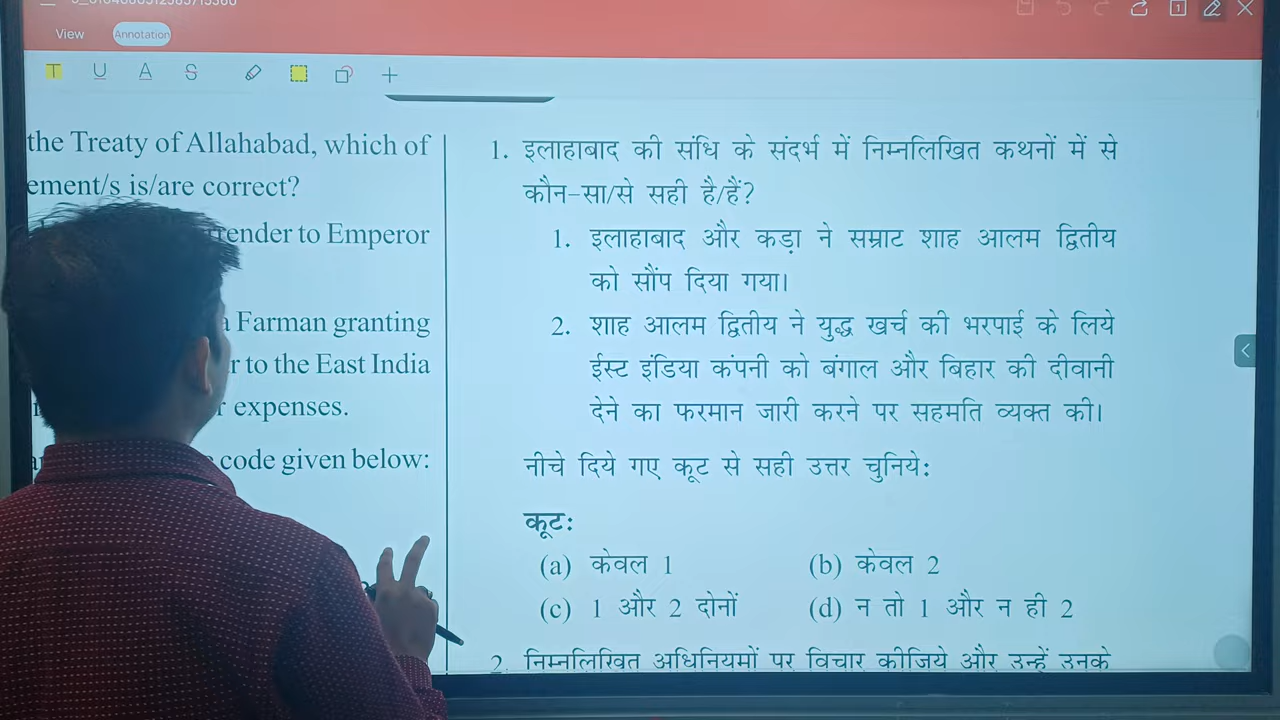 View
Annotation
T U A S
the Treaty of Allahabad, which of
ement/s is/are correct?
render to Emperor
a Farman granting
r to the East India
expenses.
code given below:
1. इलाहाबाद की संधि के संदर्भ में निम्नलिखित कथनों में से
कौन-सा/से सही है/हैं?
1. इलाहाबाद और कड़ा ने सम्राट शाह आलम द्वितीय
को सौंप दिया गया।
2. शाह आलम द्वितीय ने युद्ध खर्च की भरपाई के लिये
ईस्ट इंडिया कंपनी को बंगाल और बिहार की दीवानी
देने का फरमान जारी करने पर सहमति व्यक्त की।
नीचे दिये गए कूट से सही उत्तर चुनिये:
कूट:
(a) केवल 1 (b) केवल 2
(c) 1 और 2 दोनों (d) न तो 1 और न ही 2
2. निम्नलिखित अधिनियमों पर विचार कीजिये और उन्हें उनके